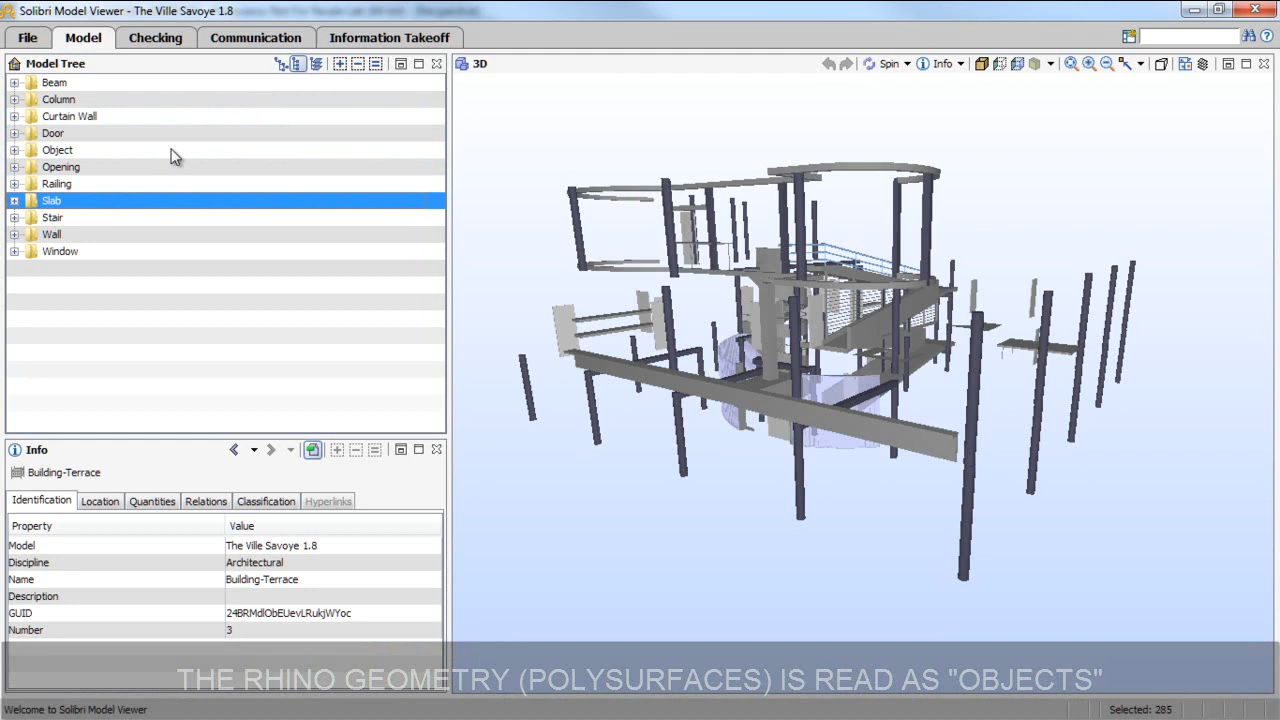 Solibri Model Viewer - The Ville Savoye 1.8
File Model Checking Communication Information Takeoff
Model Tree
3D
Spin
Info
Beam
Column
Curtain Wall
Door
Object
Opening
Railing
Slab
Stair
Wall
Window
Info
Building-Terrace
Identification Location Quantities Relations Classification Hyperlinks
Property Value
Model The Ville Savoye 1.8
Discipline Architectural
Name Building-Terrace
Description
GUID 24BRMdlObEUevLRukjWYoc
Number 3
THE RHINO GEOMETRY (POLYSURFACES) IS READ AS "OBJECTS"
Welcome to Solibri Model Viewer
Selected: 285